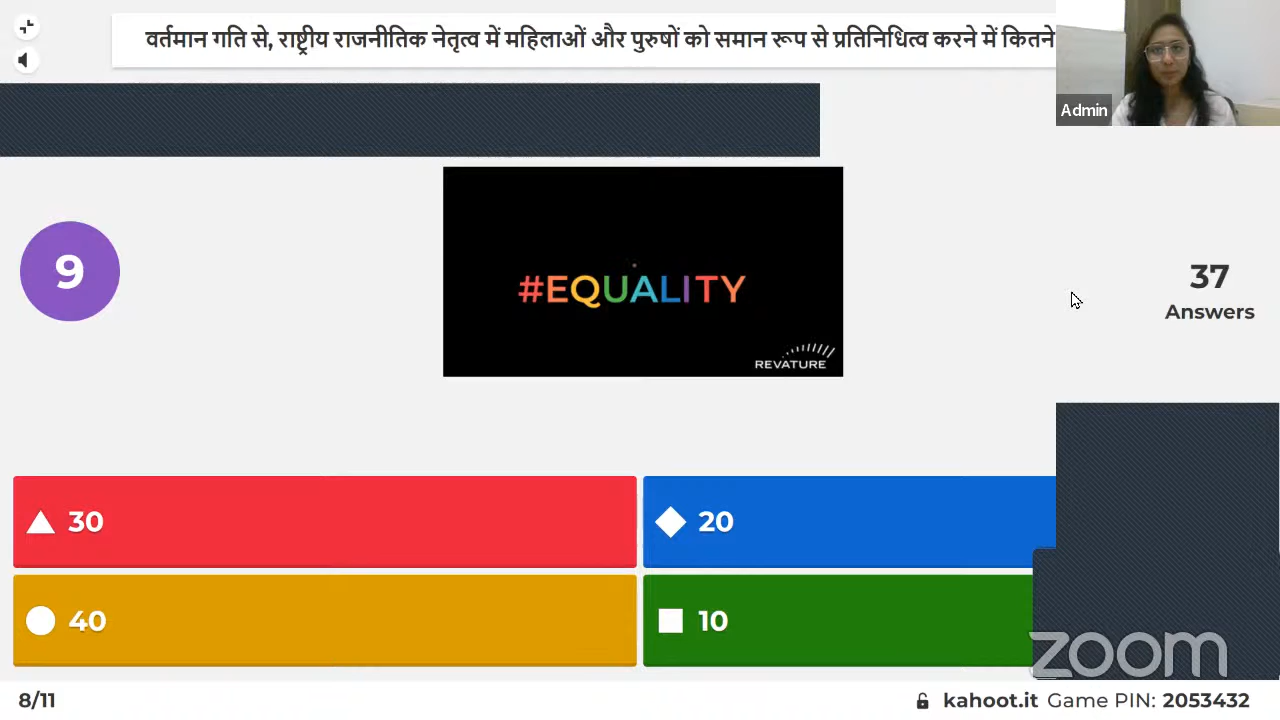 वर्तमान गति से, राष्ट्रीय राजनीतिक नेतृत्व में महिलाओं और पुरुषों को समान रूप से प्रतिनिधित्व करने में कितने
Admin
9
#EQUALITY
REVATURE
37
Answers
30
20
40
10
zoom
8/11
kahoot.it Game PIN: 2053432